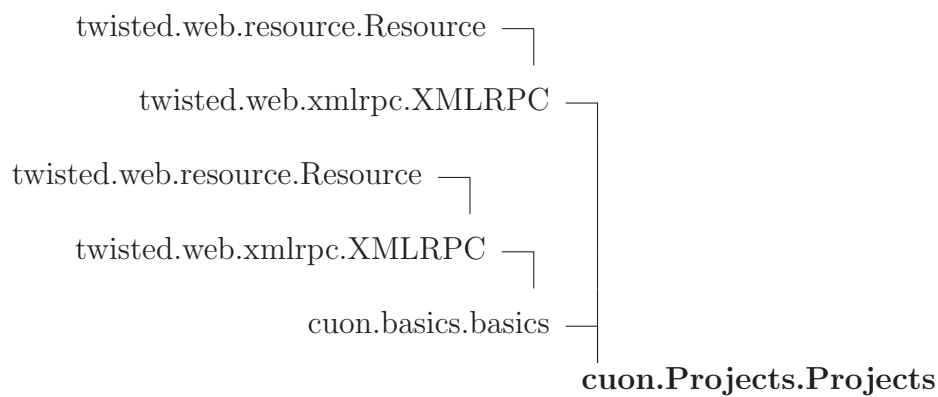 twisted.web.resource.Resource
twisted.web.xmlrpc.XMLRPC
twisted.web.resource.Resource
twisted.web.xmlrpc.XMLRPC
cuon.basics.basics
cuon.Projects.Projects